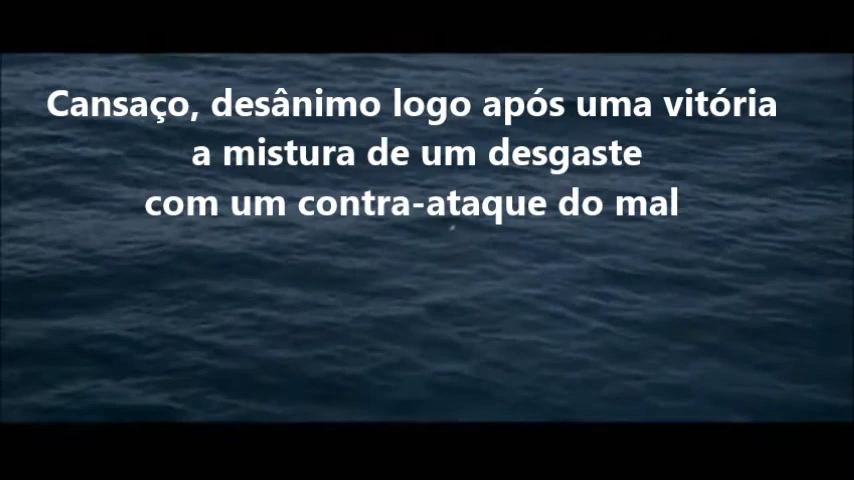 Cansaço, desânimo logo após uma vitória
a mistura de um desgaste
com um contra-ataque do mal